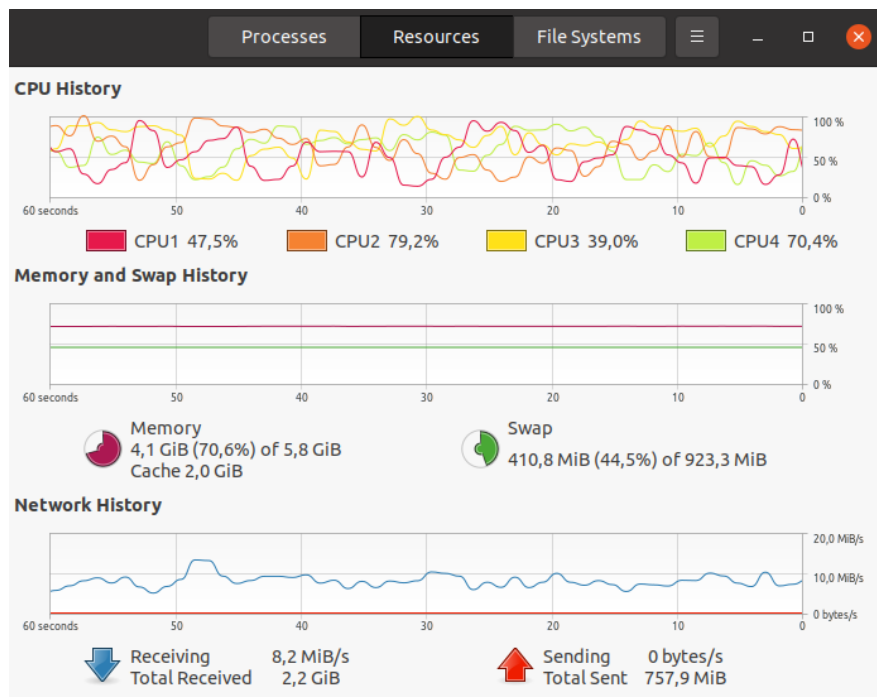 Processes Resources File Systems
CPU History
100 %
50 %
0 %
60 seconds 50 40 30 20 10 0
CPU1 47,5% CPU2 79,2% CPU3 39,0% CPU4 70,4%
Memory and Swap History
100 %
50 %
0 %
60 seconds 50 40 30 20 10 0
Memory
4,1 GiB (70,6%) of 5,8 GiB
Cache 2,0 GiB
Swap
410,8 MiB (44,5%) of 923,3 MiB
Network History
20,0 MiB/s
10,0 MiB/s
0 bytes/s
60 seconds 50 40 30 20 10 0
Receiving 8,2 MiB/s
Total Received 2,2 GiB
Sending 0 bytes/s
Total Sent 757,9 MiB